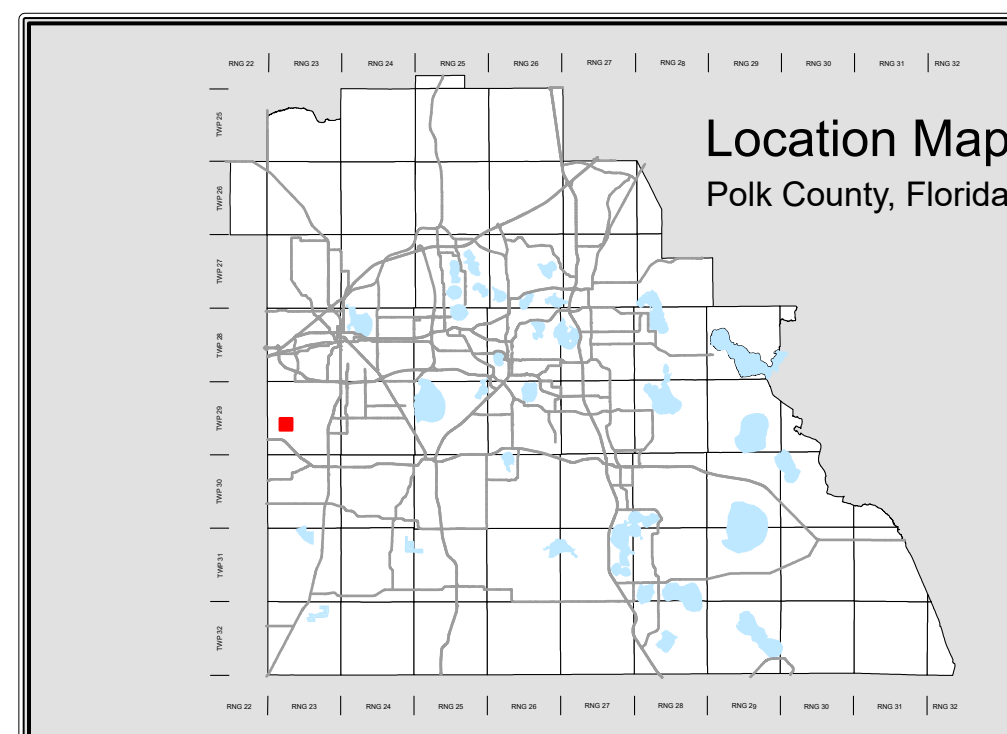 RNG 22 RNG 23 RNG 24 RNG 25 RNG 26 RNG 27 RNG 28 RNG 29 RNG 30 RNG 31 RNG 32
Location Map
Polk County, Florida
TWP 25
TWP 26
TWP 27
TWP 28
TWP 29
TWP 30
TWP 31
TWP 32
RNG 22 RNG 23 RNG 24 RNG 25 RNG 26 RNG 27 RNG 28 RNG 29 RNG 30 RNG 31 RNG 32